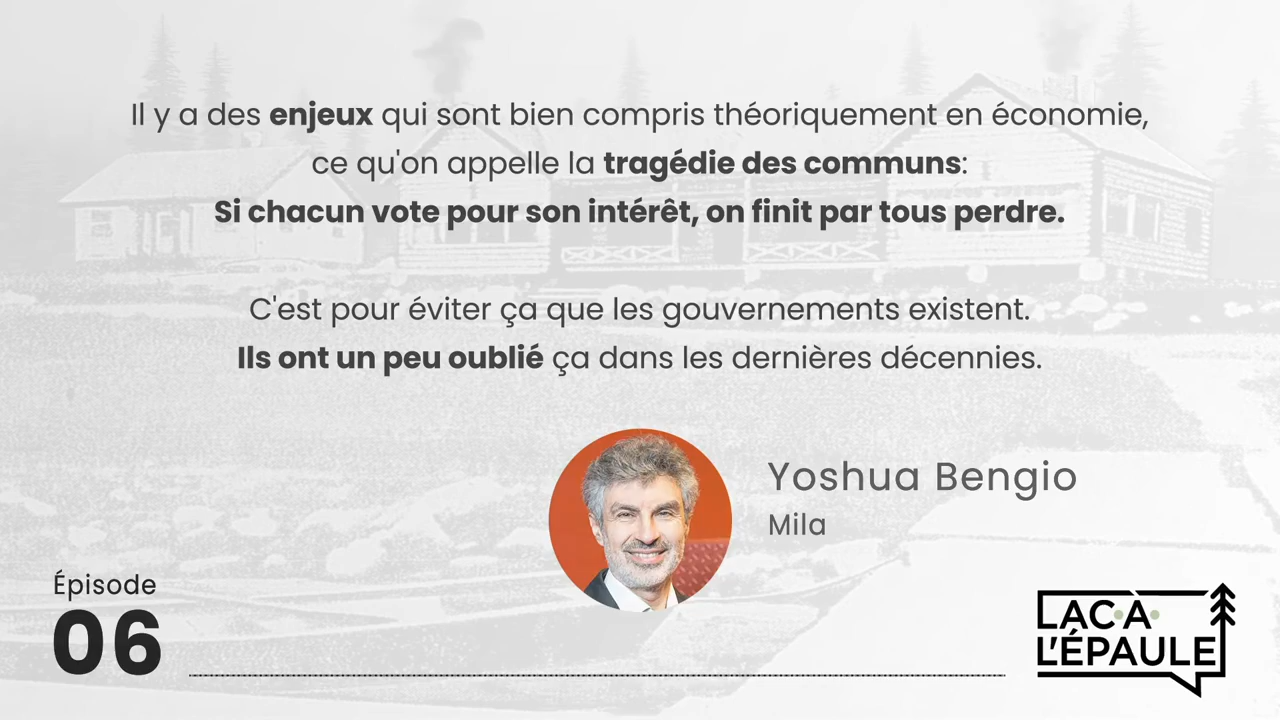 Il y a des enjeux qui sont bien compris théoriquement en économie,
ce qu'on appelle la tragédie des communs:
Si chacun vote pour son intérêt, on finit par tous perdre.
C'est pour éviter ça que les gouvernements existent.
Ils ont un peu oublié ça dans les dernières décennies.
Yoshua Bengio
Mila
Épisode
06
LAC·À·
L'ÉPAULE